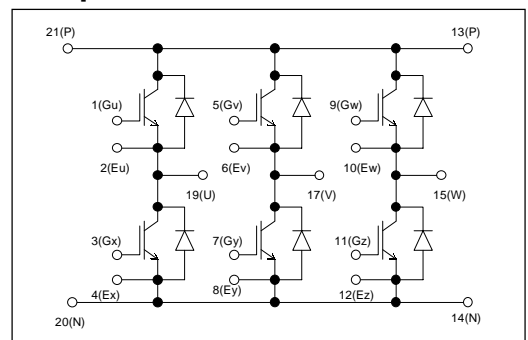 21(P)
13(P)
1(Gu)
5(Gv)
9(Gw)
2(Eu)
6(Ev)
10(Ew)
19(U)
17(V)
15(W)
3(Gx)
7(Gy)
11(Gz)
4(Ex)
8(Ey)
12(Ez)
20(N)
14(N)